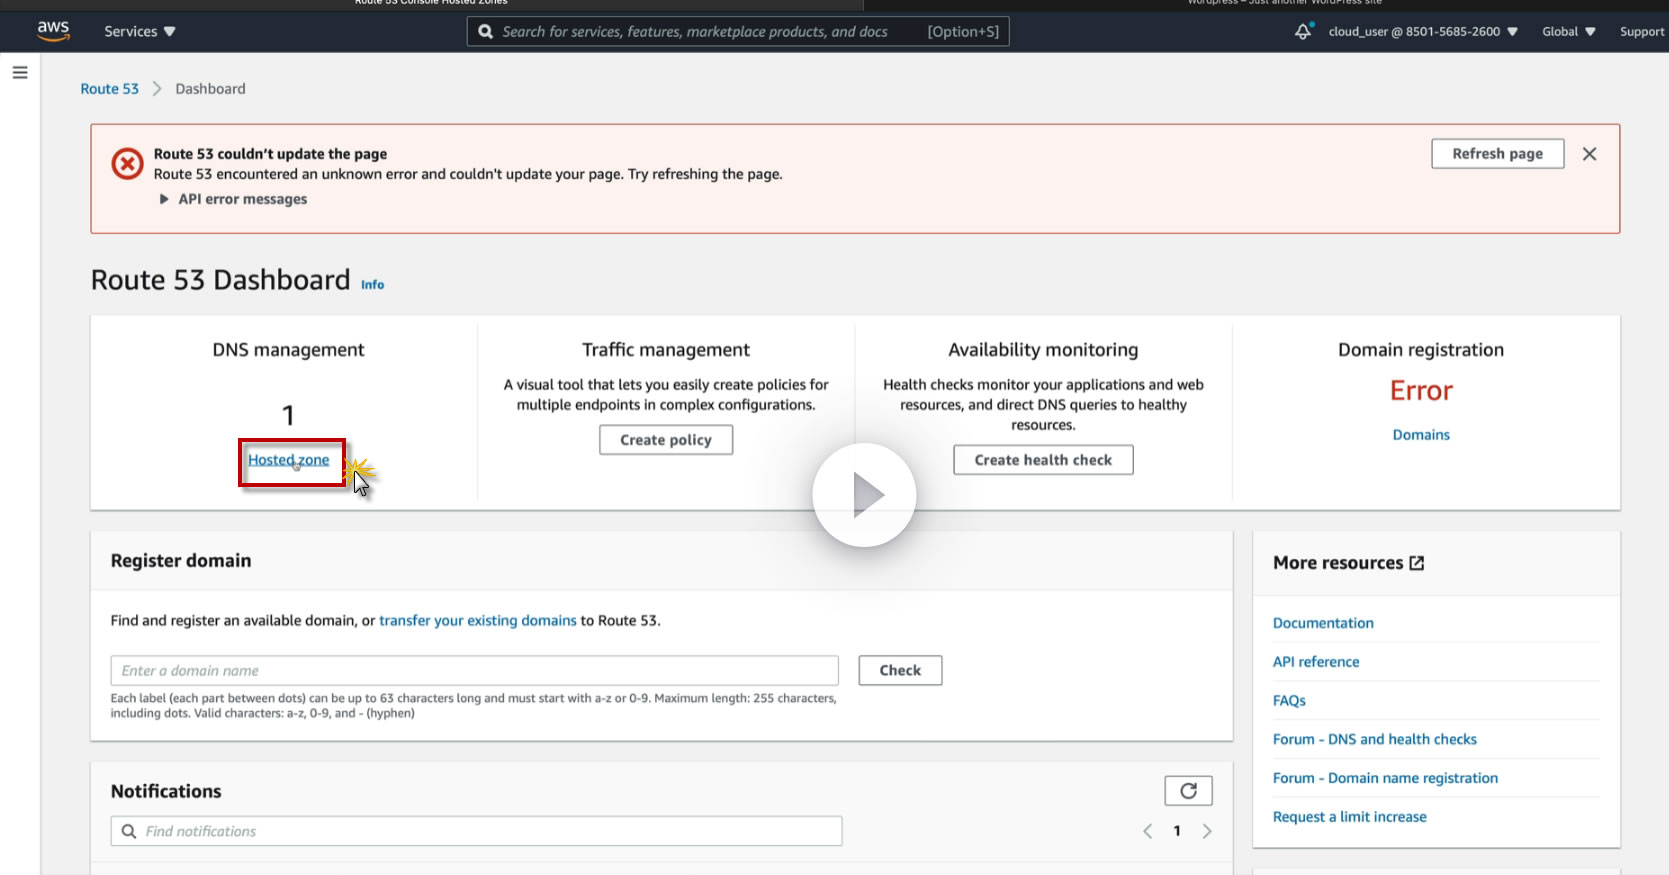 Route 53 Console Hosted Zones
Wordpress – Just another WordPress site
aws
Services
Search for services, features, marketplace products, and docs
[Option+S]
cloud_user @ 8501-5685-2600
Global
Support
Route 53
Dashboard
Route 53 couldn't update the page
Route 53 encountered an unknown error and couldn't update your page. Try refreshing the page.
API error messages
Refresh page
Route 53 Dashboard Info
DNS management
1
Hosted zone
Traffic management
A visual tool that lets you easily create policies for
multiple endpoints in complex configurations.
Create policy
Availability monitoring
Health checks monitor your applications and web
resources, and direct DNS queries to healthy
resources.
Create health check
Domain registration
Error
Domains
Register domain
Find and register an available domain, or transfer your existing domains to Route 53.
Enter a domain name
Check
Each label (each part between dots) can be up to 63 characters long and must start with a-z or 0-9. Maximum length: 255 characters,
including dots. Valid characters: a-z, 0-9, and - (hyphen)
Notifications
Find notifications
1
More resources
Documentation
API reference
FAQs
Forum - DNS and health checks
Forum - Domain name registration
Request a limit increase